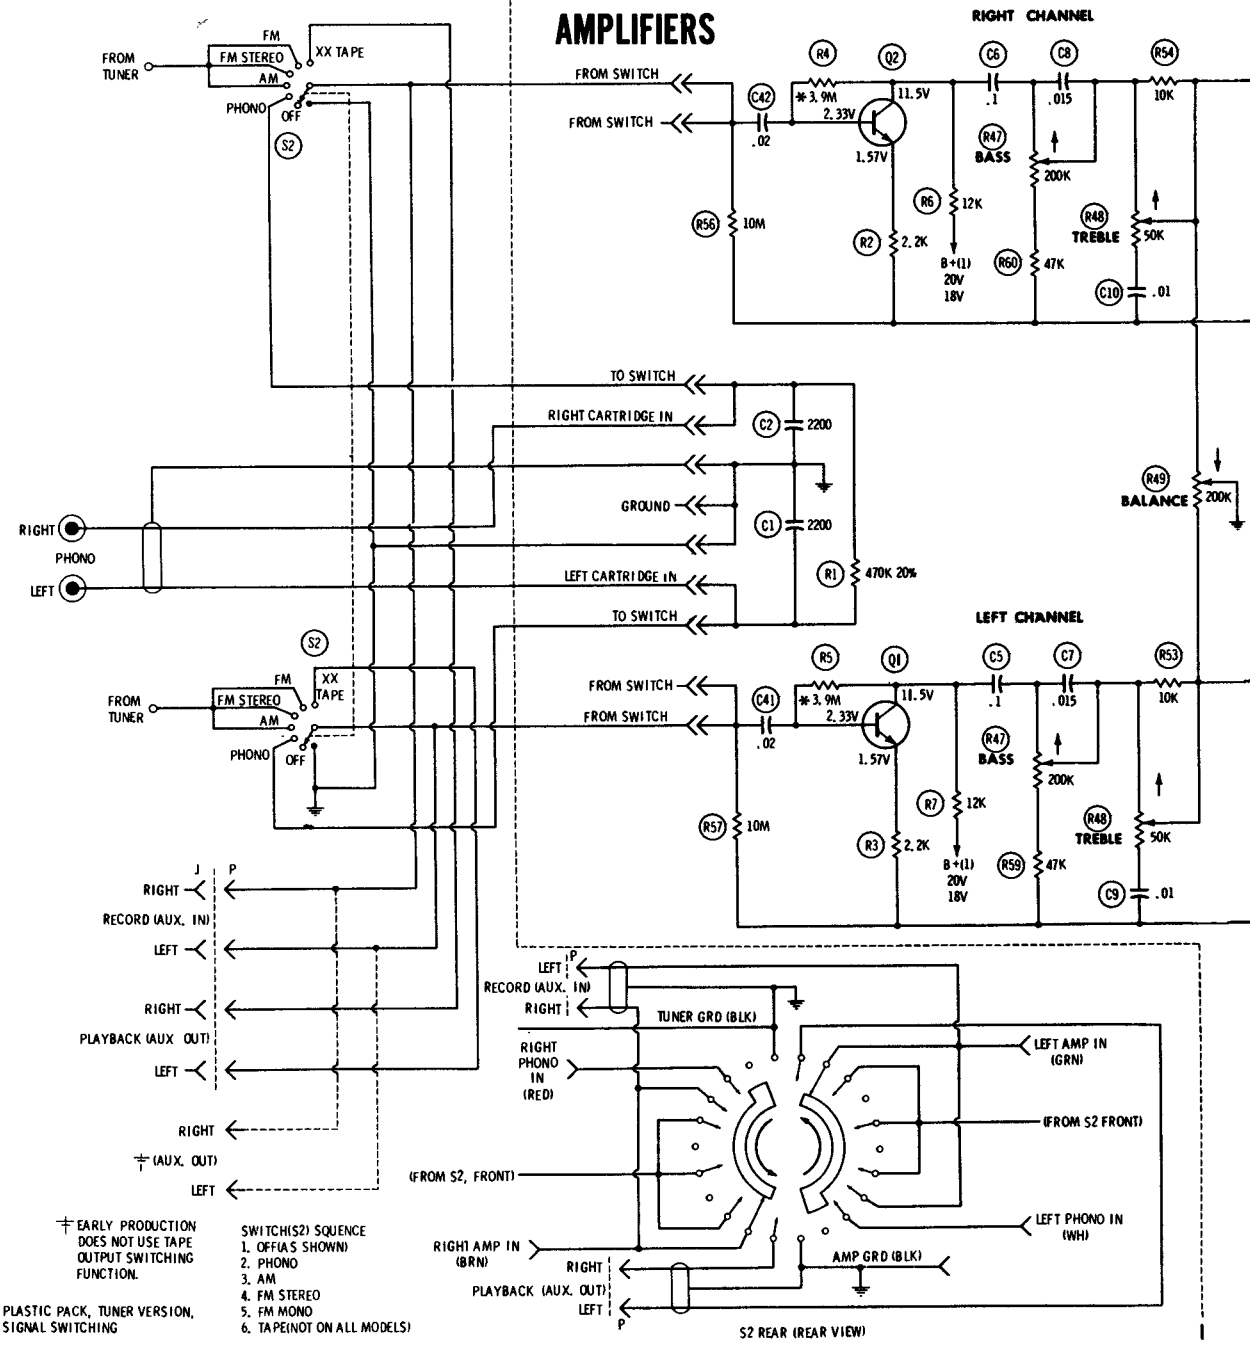 AMPLIFIERS
RIGHT CHANNEL
FM
XX TAPE
FROM
TUNER
FM STEREO
AM
PHONO
OFF
S2
FROM SWITCH
FROM SWITCH
C42
.02
R4
* 3.9M
2.33V
Q2
11.5V
1.57V
C6
.1
C8
.015
R54
10K
R47
BASS
200K
R56
10M
R6
12K
R2
2.2K
B+(1)
20V
18V
R60
47K
R48
TREBLE
50K
C10
.01
TO SWITCH
RIGHT CARTRIDGE IN
C2
2200
GROUND
C1
2200
R49
BALANCE
200K
RIGHT
PHONO
LEFT
LEFT CARTRIDGE IN
R1
470K 20%
TO SWITCH
LEFT CHANNEL
S2
FM
XX
TAPE
FROM
TUNER
FM STEREO
AM
PHONO
OFF
FROM SWITCH
FROM SWITCH
C41
.02
R5
* 3.9M
2.33V
Q1
11.5V
1.57V
C5
.1
C7
.015
R53
10K
R47
BASS
200K
R57
10M
R7
12K
R3
2.2K
B+(1)
20V
18V
R59
47K
R48
TREBLE
50K
C9
.01
J P
RIGHT
RECORD (AUX. IN)
LEFT
RIGHT
PLAYBACK (AUX OUT)
LEFT
RIGHT
(AUX. OUT)
LEFT
LEFT
P
RECORD (AUX. IN)
RIGHT
TUNER GRD (BLK)
RIGHT
PHONO
IN
(RED)
LEFT AMP IN
(GRN)
(FROM S2 FRONT)
(FROM S2, FRONT)
LEFT PHONO IN
(WH)
RIGHT AMP IN
(BRN)
AMP GRD (BLK)
RIGHT
PLAYBACK (AUX. OUT)
LEFT
P
S2 REAR (REAR VIEW)
EARLY PRODUCTION
DOES NOT USE TAPE
OUTPUT SWITCHING
FUNCTION.
SWITCH(S2) SQUENCE
1. OFF(AS SHOWN)
2. PHONO
3. AM
4. FM STEREO
5. FM MONO
6. TAPE(NOT ON ALL MODELS)
PLASTIC PACK, TUNER VERSION,
SIGNAL SWITCHING